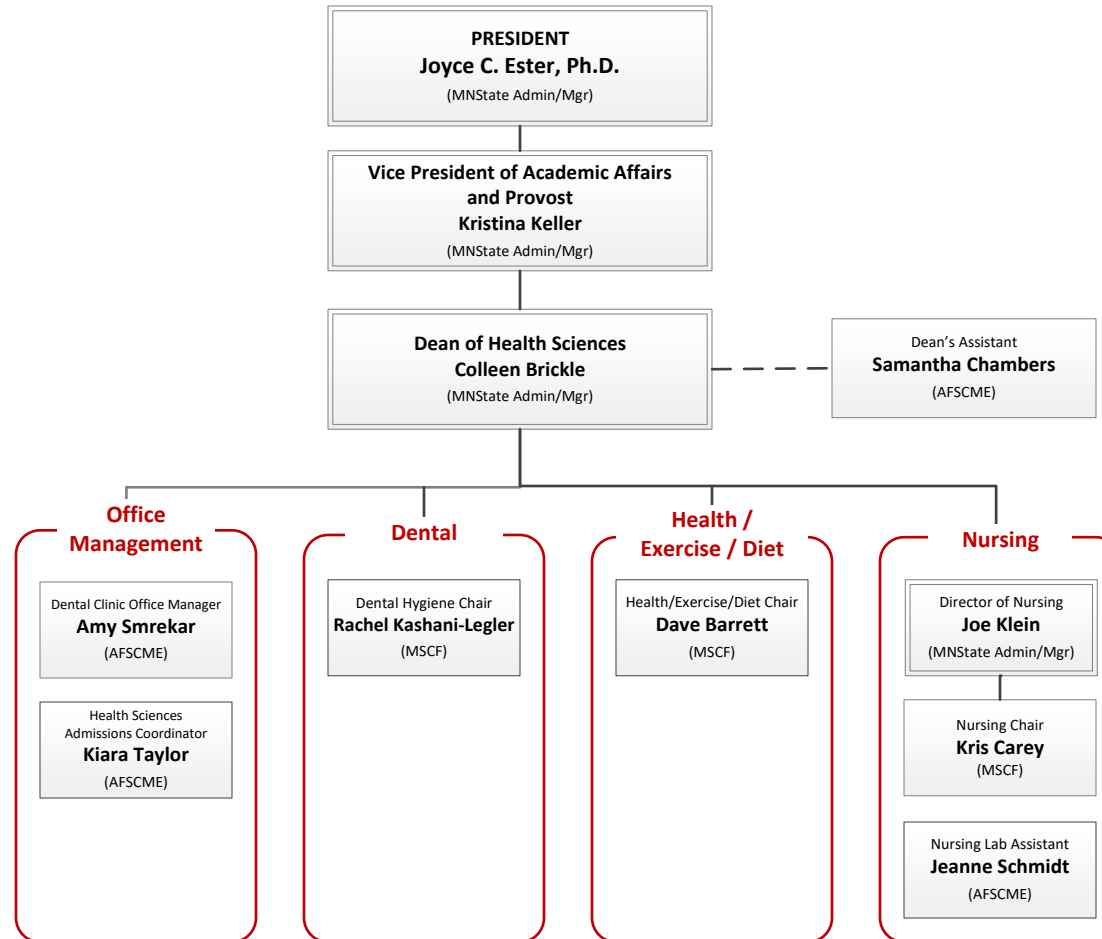 PRESIDENT
Joyce C. Ester, Ph.D.
(MNState Admin/Mgr)
Vice President of Academic Affairs
and Provost
Kristina Keller
(MNState Admin/Mgr)
Dean of Health Sciences
Colleen Brickle
(MNState Admin/Mgr)
Dean’s Assistant
Samantha Chambers
(AFSCME)
Office
Management
Dental Clinic Office Manager
Amy Smrekar
(AFSCME)
Health Sciences
Admissions Coordinator
Kiara Taylor
(AFSCME)
Dental
Dental Hygiene Chair
Rachel Kashani-Legler
(MSCF)
Health /
Exercise / Diet
Health/Exercise/Diet Chair
Dave Barrett
(MSCF)
Nursing
Director of Nursing
Joe Klein
(MNState Admin/Mgr)
Nursing Chair
Kris Carey
(MSCF)
Nursing Lab Assistant
Jeanne Schmidt
(AFSCME)